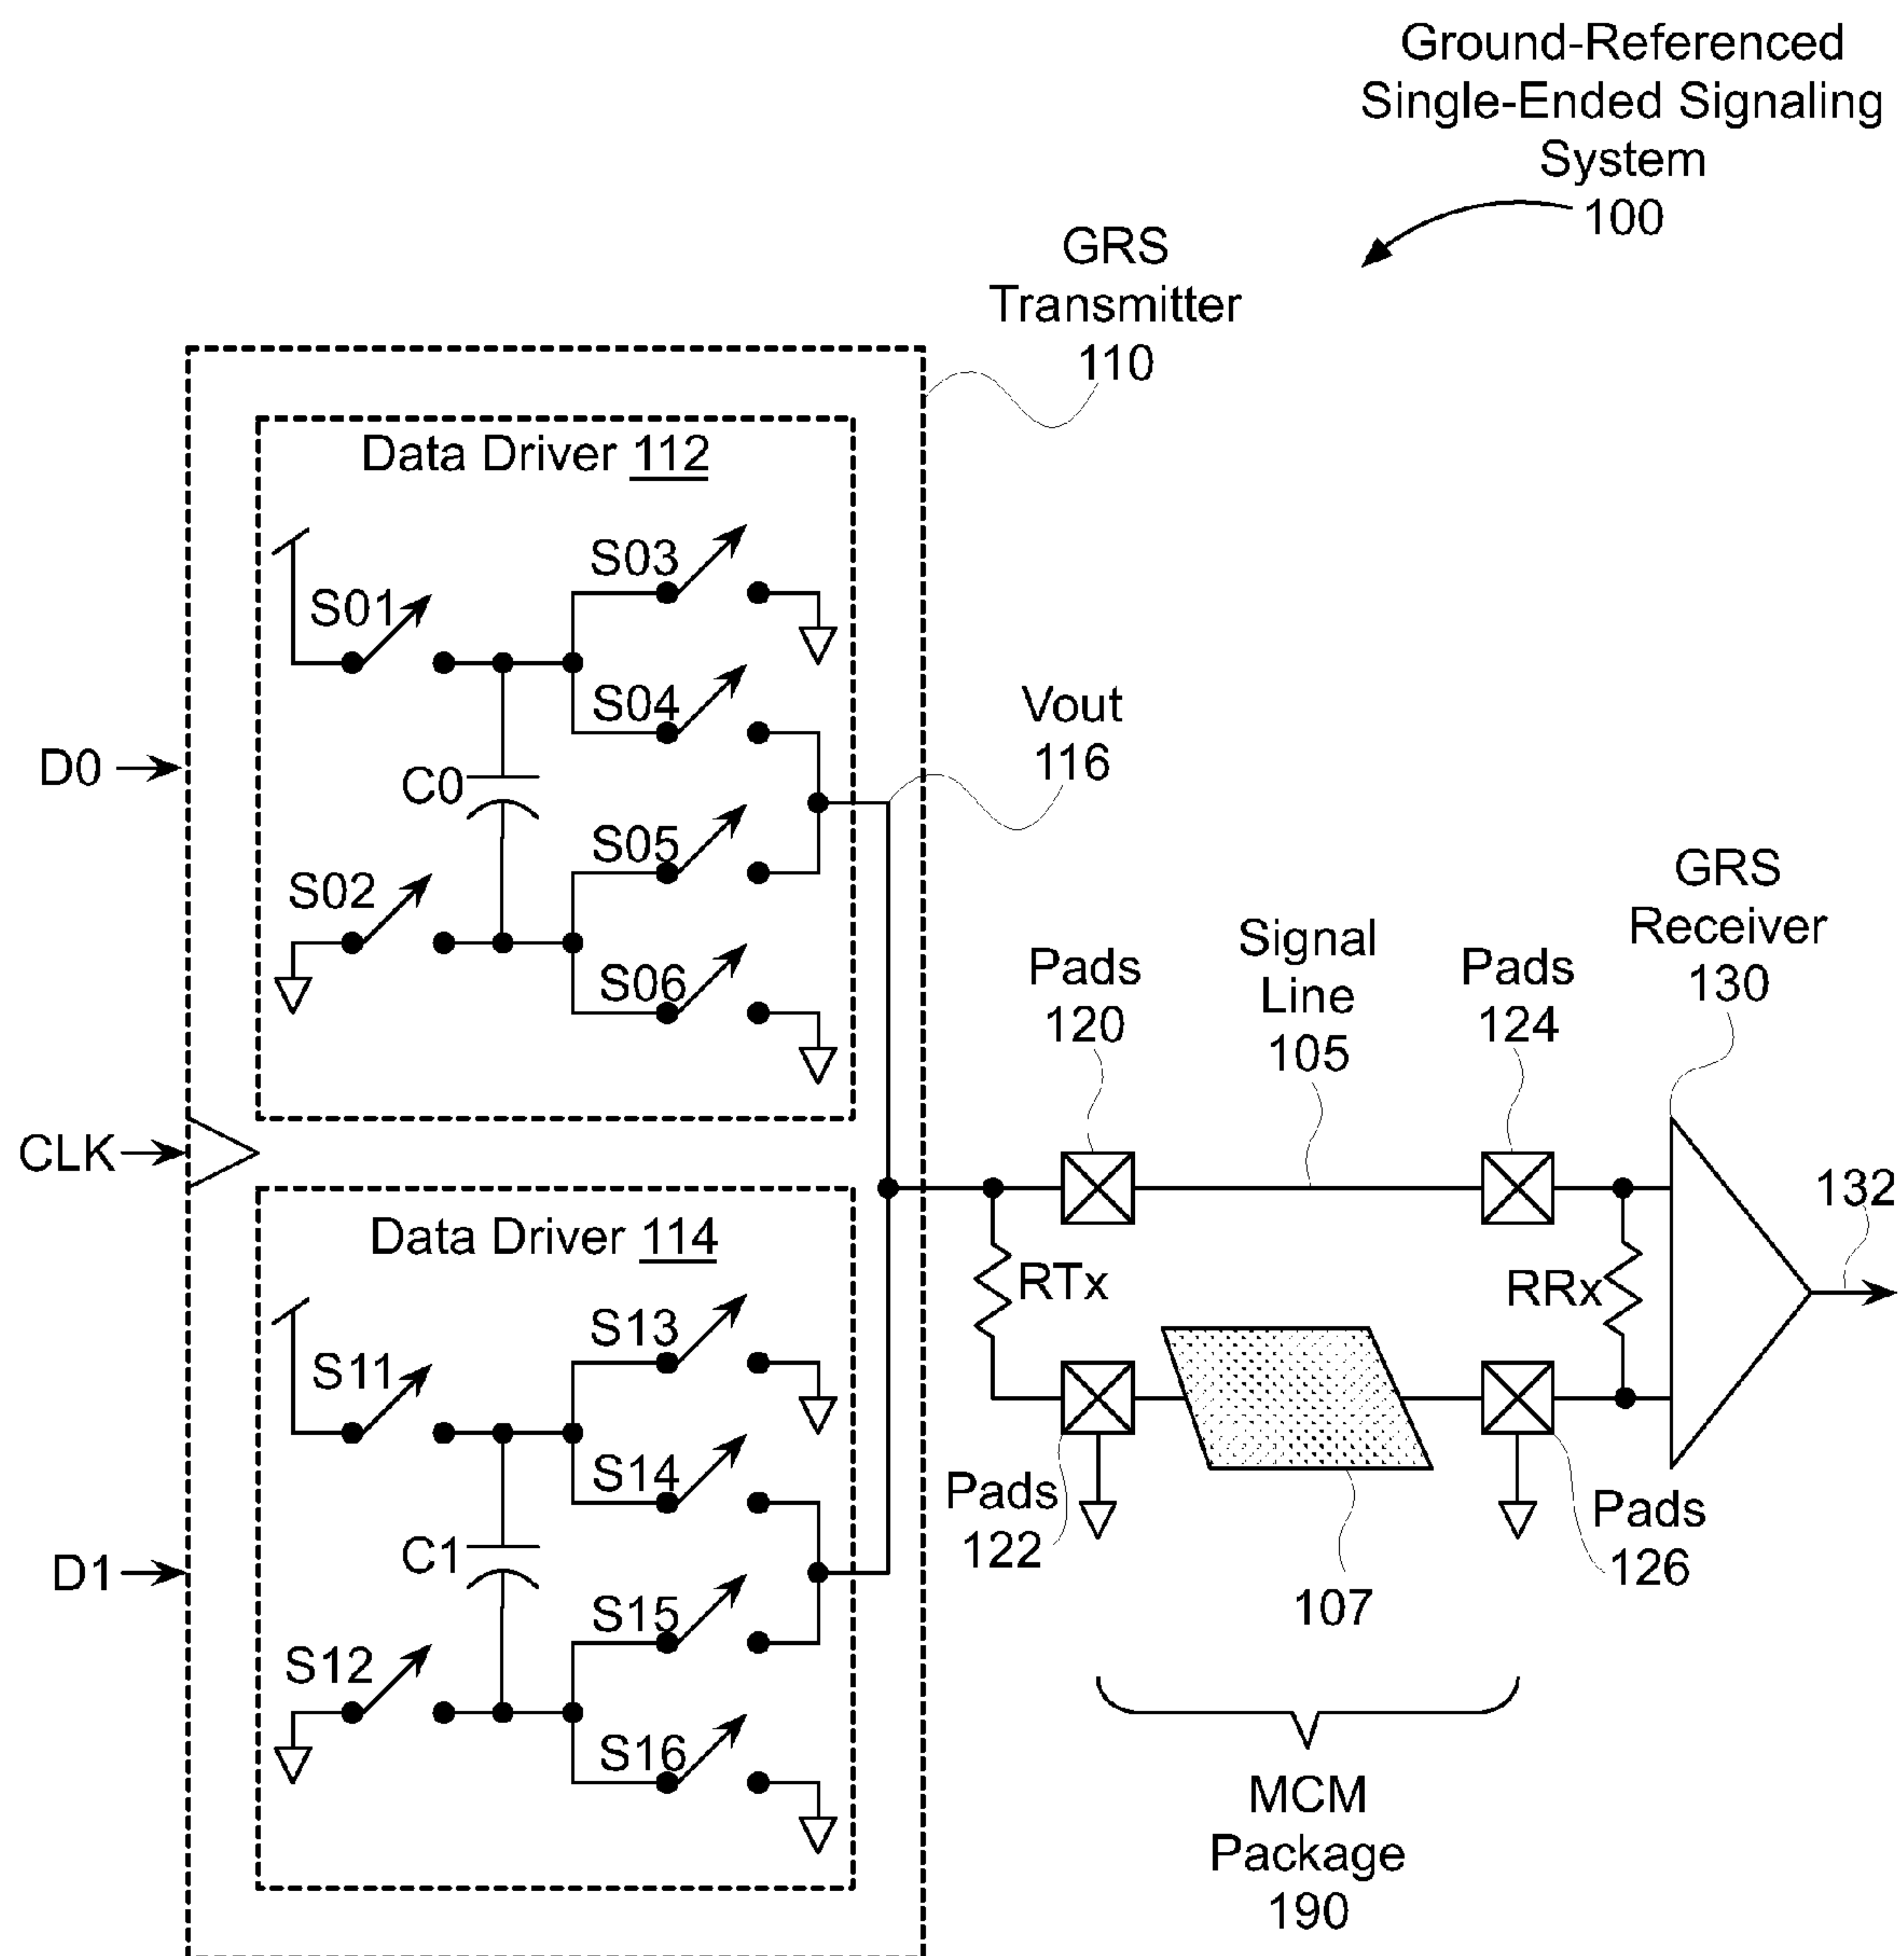 Ground-Referenced
Single-Ended Signaling
System
100
GRS
Transmitter
110
Data Driver 112
S01
S03
S04
C0
S05
S02
S06
D0
Vout
116
CLK
Data Driver 114
S11
S13
S14
C1
S15
S12
S16
D1
Pads
120
Signal
Line
105
Pads
124
GRS
Receiver
130
132
RTx
RRx
Pads
122
107
Pads
126
MCM
Package
190